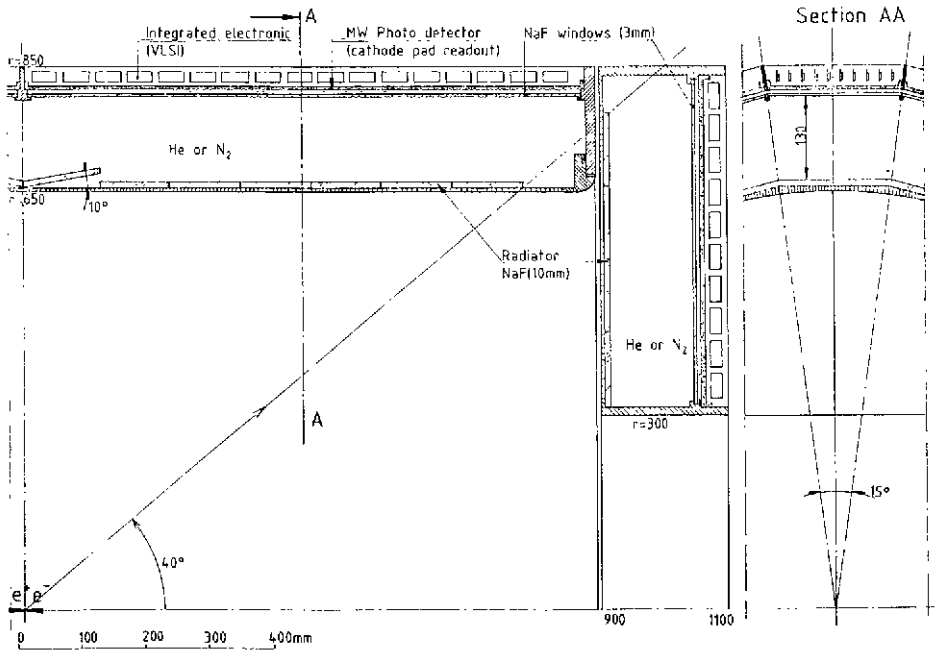 A
Section AA
Integrated electronic
(VLSI)
MW Photo detector
(cathode pad readout)
NaF windows (3mm)
r=850
He or N₂
130
10°
r=650
Radiator
NaF(10mm)
He or N₂
A
r=300
15°
40°
e⁺ e⁻
900
1100
0
100
200
400mm